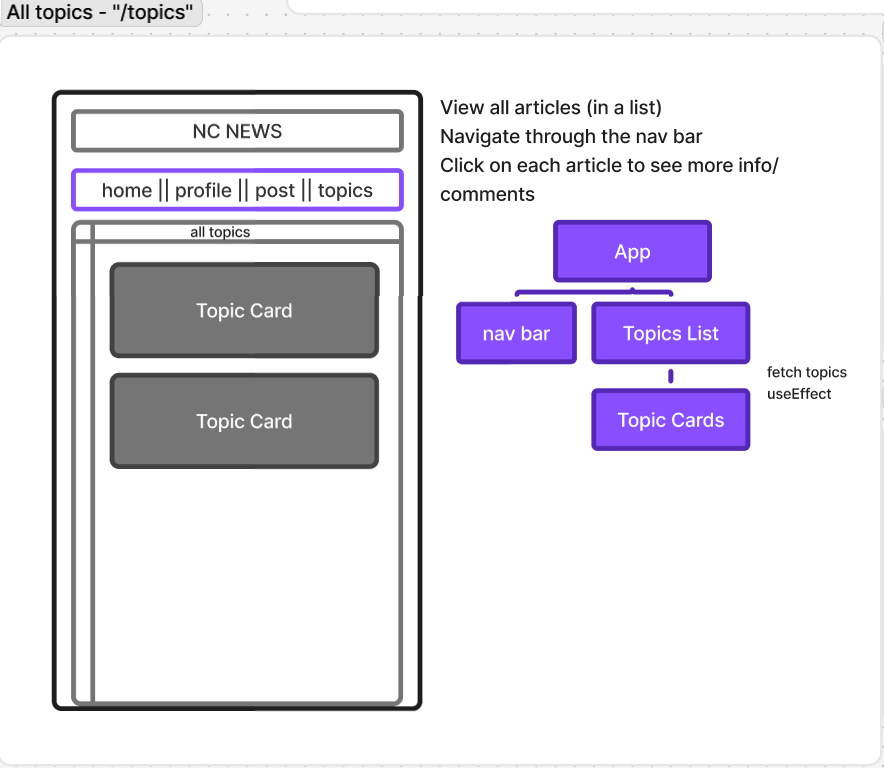 All topics - "/topics"
NC NEWS
home || profile || post || topics
all topics
Topic Card
Topic Card
View all articles (in a list)
Navigate through the nav bar
Click on each article to see more info/
comments
App
nav bar
Topics List
fetch topics
useEffect
Topic Cards